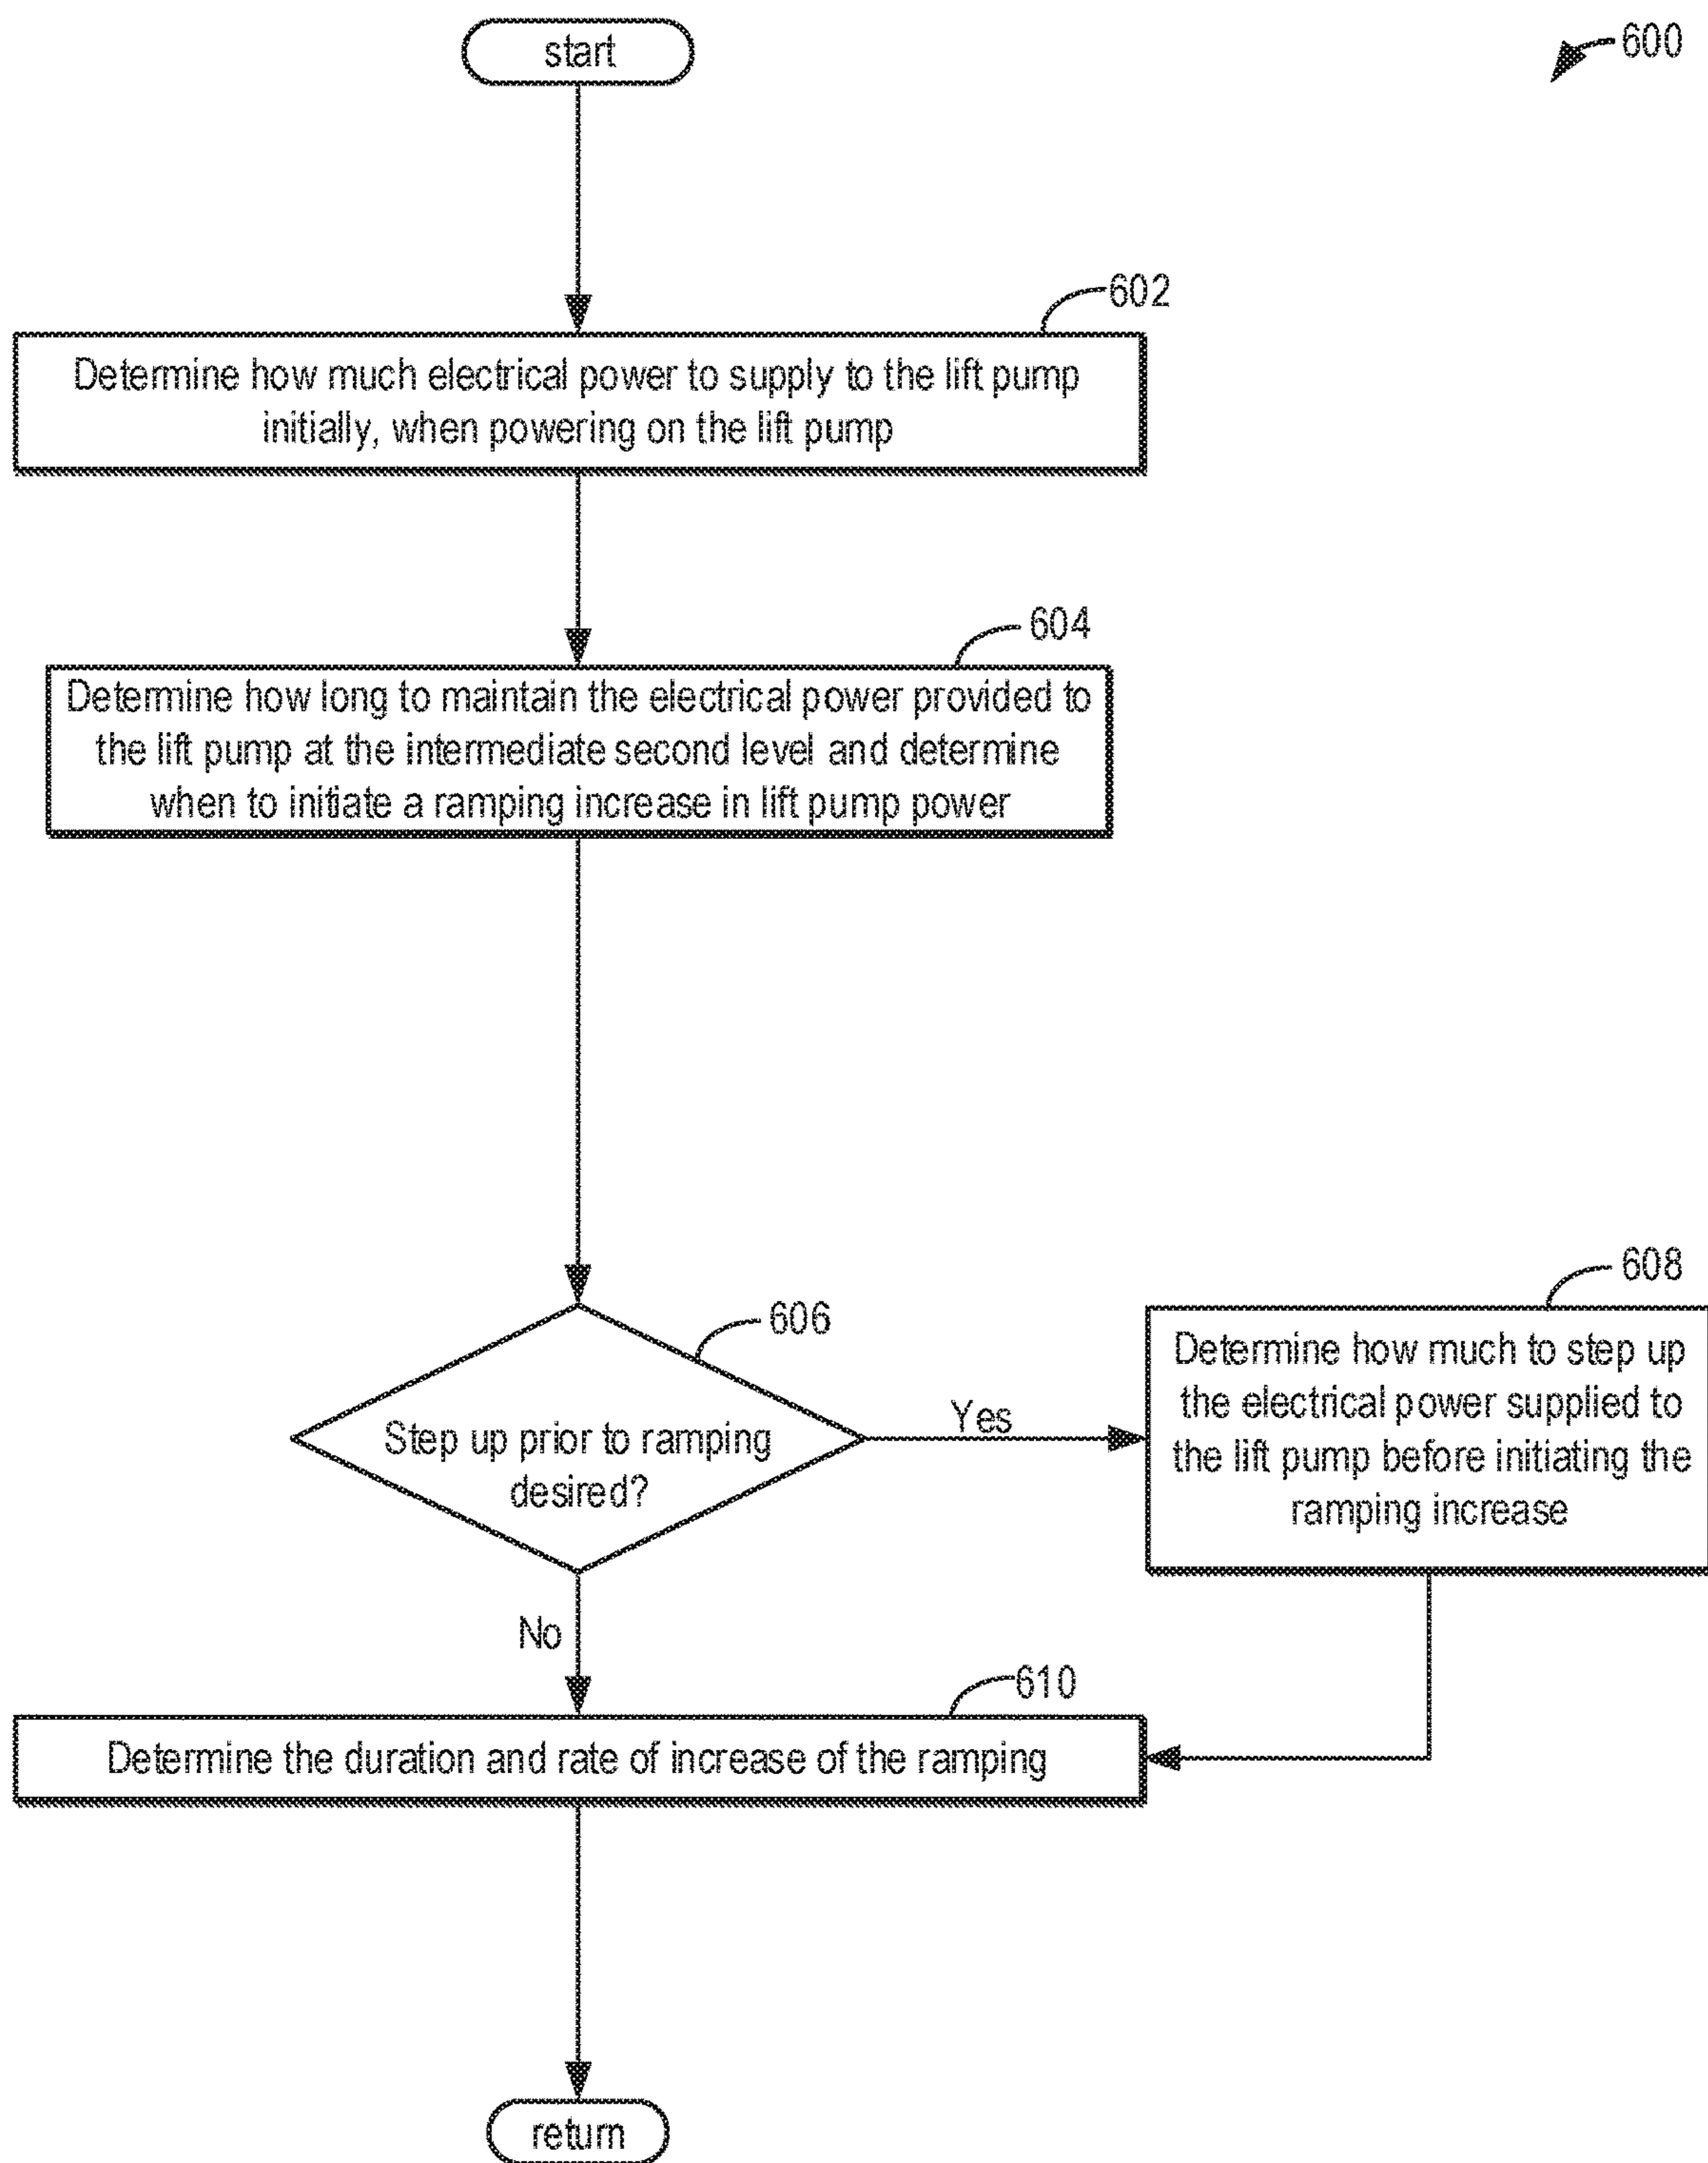 start
600
602
Determine how much electrical power to supply to the lift pump
initially, when powering on the lift pump
604
Determine how long to maintain the electrical power provided to
the lift pump at the intermediate second level and determine
when to initiate a ramping increase in lift pump power
606
Step up prior to ramping
desired?
Yes
608
Determine how much to step up
the electrical power supplied to
the lift pump before initiating the
ramping increase
No
610
Determine the duration and rate of increase of the ramping
return